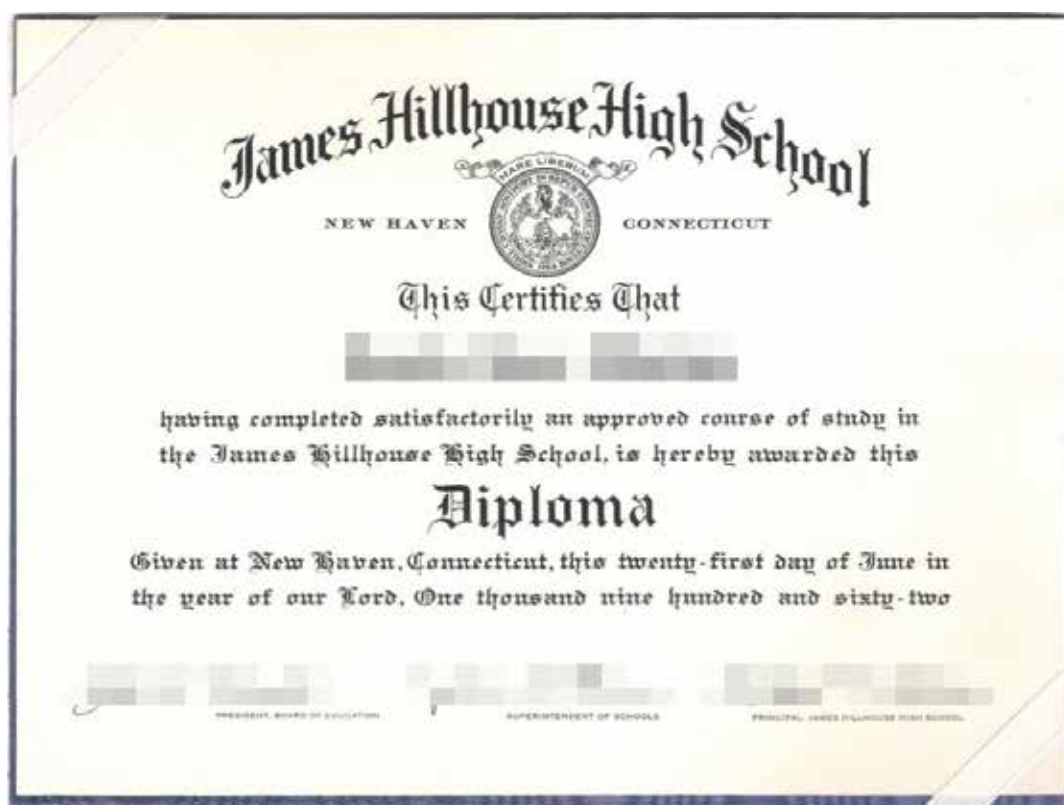 James Hillhouse High School
MARE LIBERUM
NEW HAVEN CONNECTICUT
This Certifies That
having completed satisfactorily an approved course of study in
the James Hillhouse High School, is hereby awarded this
Diploma
Given at New Haven, Connecticut, this twenty-first day of June in
the year of our Lord, One thousand nine hundred and sixty-two
PRESIDENT, BOARD OF EDUCATION SUPERINTENDENT OF SCHOOLS PRINCIPAL, JAMES HILLHOUSE HIGH SCHOOL